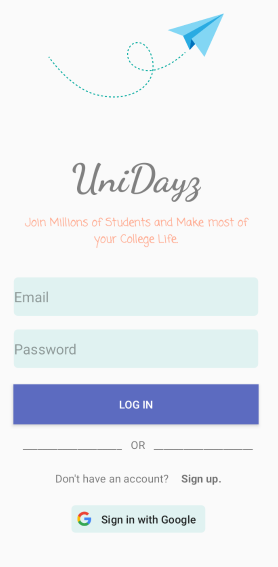 UniDayz
Join Millions of Students and Make most of
your College Life.
Email
Password
LOG IN
OR
Don't have an account? Sign up.
Sign in with Google